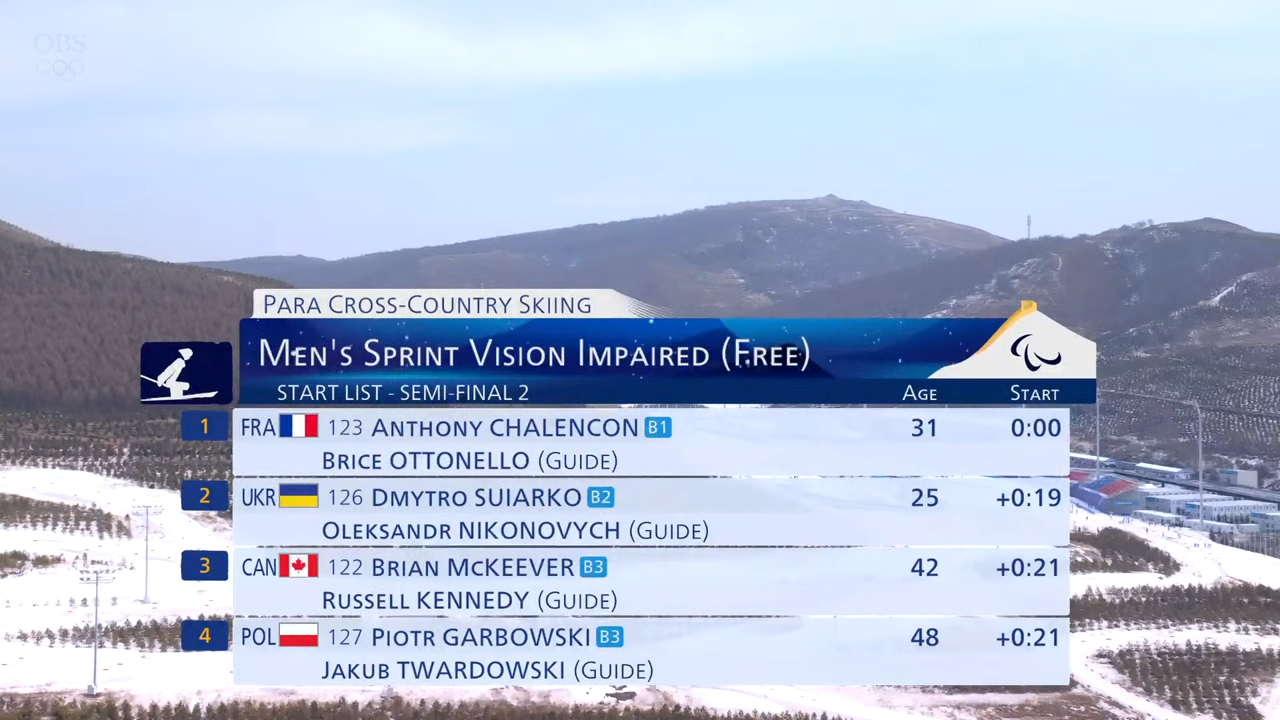 OBS
PARA CROSS-COUNTRY SKIING
MEN'S SPRINT VISION IMPAIRED (FREE)
START LIST - SEMI-FINAL 2 AGE START
1 FRA 123 ANTHONY CHALENCON B1 31 0:00
BRICE OTTONELLO (GUIDE)
2 UKR 126 DMYTRO SUIARKO B2 25 +0:19
OLEKSANDR NIKONOVYCH (GUIDE)
3 CAN 122 BRIAN McKEEVER B3 42 +0:21
RUSSELL KENNEDY (GUIDE)
4 POL 127 PIOTR GARBOWSKI B3 48 +0:21
JAKUB TWARDOWSKI (GUIDE)